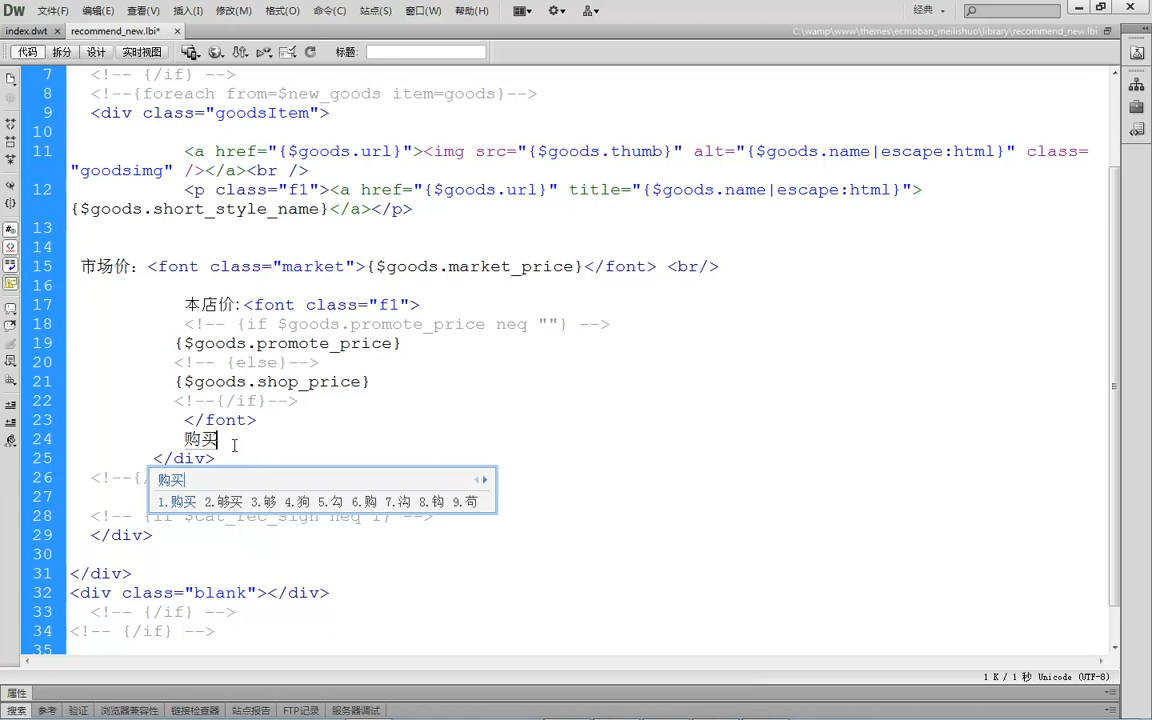 Dw 文件(F) 编辑(E) 查看(V) 插入(I) 修改(M) 格式(O) 命令(C) 站点(S) 窗口(W) 帮助(H) 经典
index.dwt × recommend_new.lbi* × C:\wamp\www\themes\ecmoban_meilishuo\library\recommend_new.lbi
代码 拆分 设计 实时视图 标题:
7 <!-- {/if} -->
8 <!--{foreach from=$new_goods item=goods}-->
9 <div class="goodsItem">
10
11 <a href="{$goods.url}"><img src="{$goods.thumb}" alt="{$goods.name|escape:html}" class=
"goodsimg" /></a><br />
12 <p class="f1"><a href="{$goods.url}" title="{$goods.name|escape:html}">
{$goods.short_style_name}</a></p>
13
14
15 市场价: <font class="market">{$goods.market_price}</font> <br/>
16
17 本店价:<font class="f1">
18 <!-- {if $goods.promote_price neq ""} -->
19 {$goods.promote_price}
20 <!-- {else}-->
21 {$goods.shop_price}
22 <!--{/if}-->
23 </font>
24 购买
25 </div>
26 <!--{/
购买
27
1.购买 2.够买 3.够 4.狗 5.勾 6.购 7.沟 8.钩 9.苟
28 <!-- {if $cat_rec_sign neq 1} -->
29 </div>
30
31 </div>
32 <div class="blank"></div>
33 <!-- {/if} -->
34 <!-- {/if} -->
35
1 K / 1 秒 Unicode (UTF-8)
属性
搜索 参考 验证 浏览器兼容性 链接检查器 站点报告 FTP记录 服务器调试